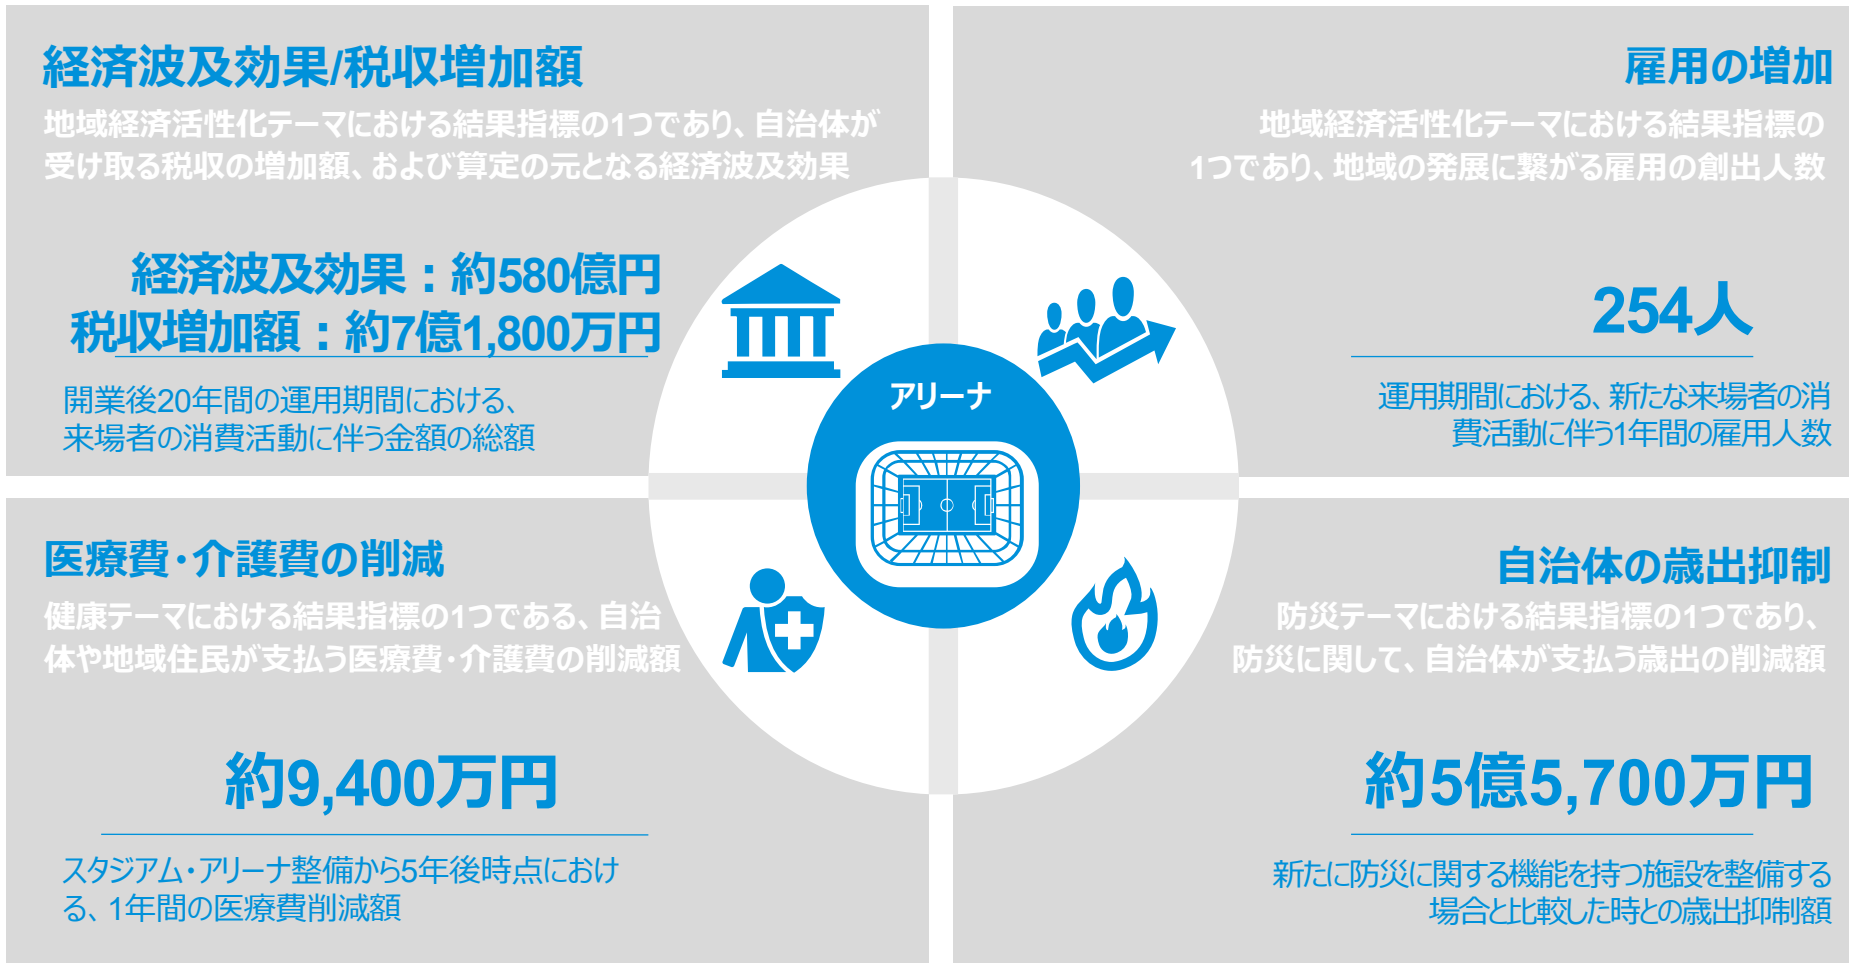 経済波及効果/税収増加額
地域経済活性化テーマにおける結果指標の1つであり、自治体が
受け取る税収の増加額、および算定の元となる経済波及効果
経済波及効果：約580億円
税収増加額：約7億1,800万円
開業後20年間の運用期間における、
来場者の消費活動に伴う金額の総額
雇用の増加
地域経済活性化テーマにおける結果指標の
1つであり、地域の発展に繋がる雇用の創出人数
254人
運用期間における、新たな来場者の消
費活動に伴う1年間の雇用人数
アリーナ
医療費・介護費の削減
健康テーマにおける結果指標の1つである、自治
体や地域住民が支払う医療費・介護費の削減額
約9,400万円
スタジアム・アリーナ整備から5年後時点におけ
る、1年間の医療費削減額
自治体の歳出抑制
防災テーマにおける結果指標の1つであり、
防災に関して、自治体が支払う歳出の削減額
約5億5,700万円
新たに防災に関する機能を持つ施設を整備する
場合と比較した時との歳出抑制額